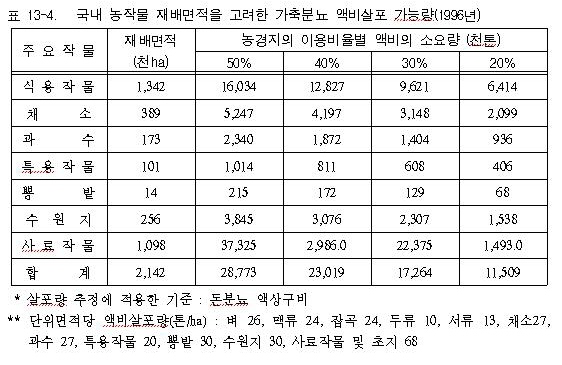 표 13-4. 국내 농작물 재배면적을 고려한 가축분뇨 액비살포 가능량(1996년)
주 요 작 물 재배면적 (천ha) 농경지의 이용비율별 액비의 소요량 (천톤)
50% 40% 30% 20%
식 용 작 물 1,342 16,034 12,827 9,621 6,414
채 소 389 5,247 4,197 3,148 2,099
과 수 173 2,340 1,872 1,404 936
특 용 작 물 101 1,014 811 608 406
뽕 밭 14 215 172 129 68
수 원 지 256 3,845 3,076 2,307 1,538
사 료 작 물 1,098 37,325 2,986.0 22,375 1,493.0
합 계 2,142 28,773 23,019 17,264 11,509
* 살포량 추정에 적용한 기준 : 돈분뇨 액상구비
** 단위면적당 액비살포량(톤/ha) : 벼 26, 맥류 24, 잡곡 24, 두류 10, 서류 13, 채소27,
과수 27, 특용작물 20, 뽕밭 30, 수원지 30, 사료작물 및 초지 68